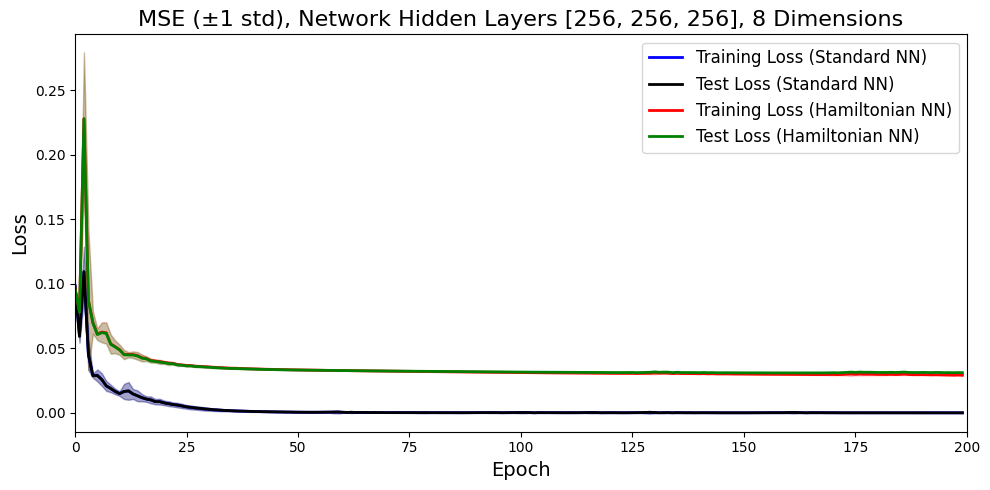 MSE (±1 std), Network Hidden Layers [256, 256, 256], 8 Dimensions
Training Loss (Standard NN)
Test Loss (Standard NN)
Training Loss (Hamiltonian NN)
Test Loss (Hamiltonian NN)
Loss
0.25
0.20
0.15
0.10
0.05
0.00
0 25 50 75 100 125 150 175 200
Epoch